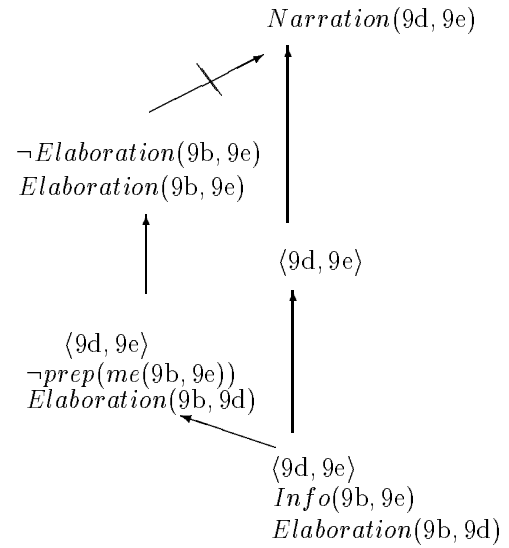 Narration(9d, 9e)
¬Elaboration(9b, 9e)
Elaboration(9b, 9e)
⟨9d, 9e⟩
⟨9d, 9e⟩
¬prep(me(9b, 9e))
Elaboration(9b, 9d)
⟨9d, 9e⟩
Info(9b, 9e)
Elaboration(9b, 9d)